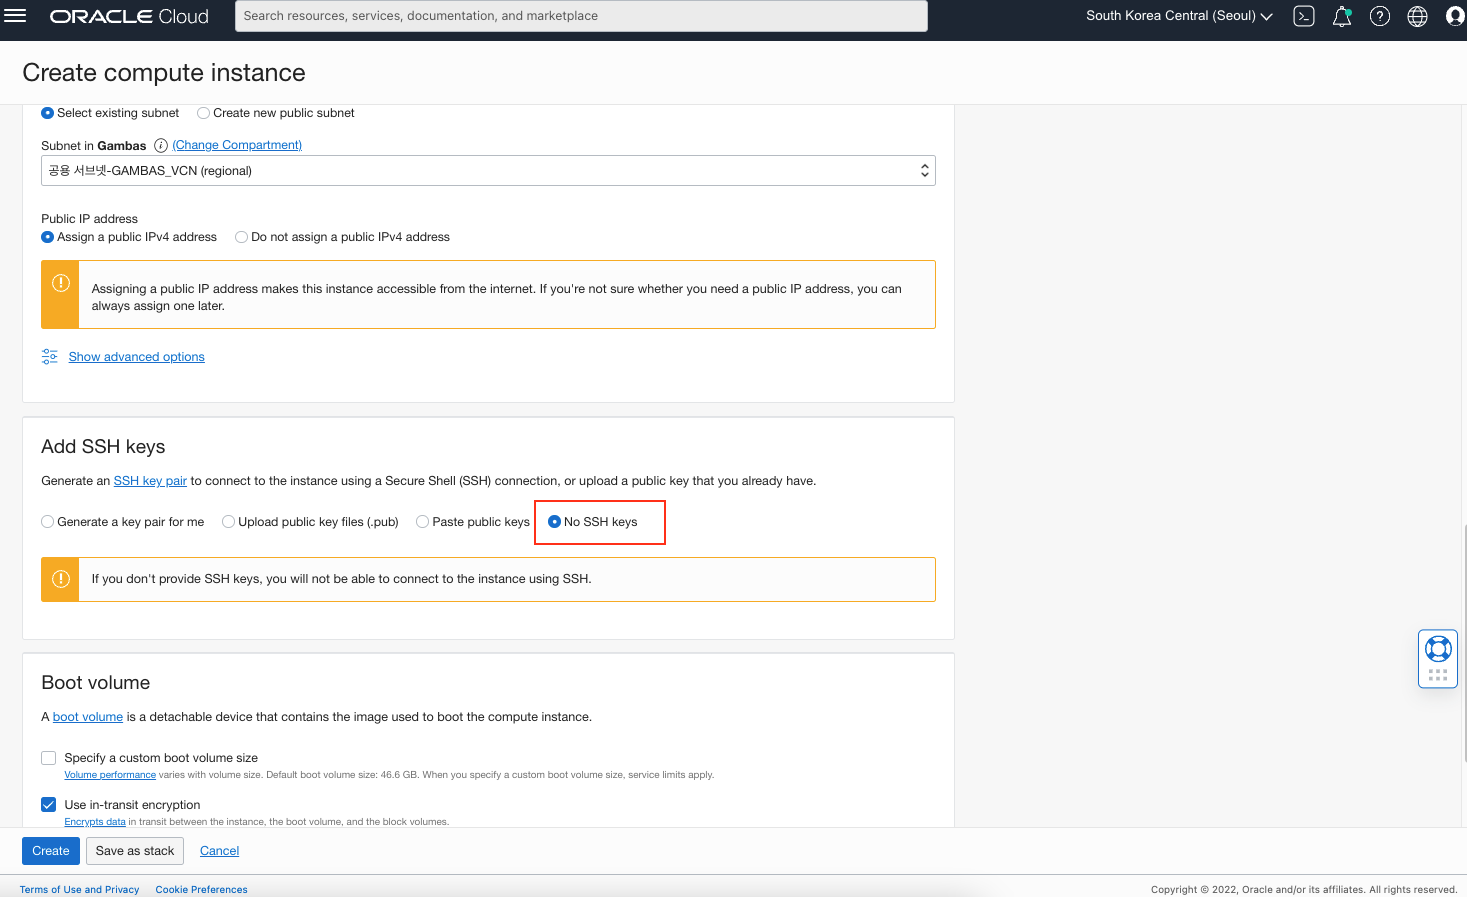 ORACLE Cloud
Search resources, services, documentation, and marketplace
South Korea Central (Seoul)
Create compute instance
Select existing subnet
Create new public subnet
Subnet in Gambas (Change Compartment)
공용 서브넷-GAMBAS_VCN (regional)
Public IP address
Assign a public IPv4 address
Do not assign a public IPv4 address
Assigning a public IP address makes this instance accessible from the internet. If you're not sure whether you need a public IP address, you can
always assign one later.
Show advanced options
Add SSH keys
Generate an SSH key pair to connect to the instance using a Secure Shell (SSH) connection, or upload a public key that you already have.
Generate a key pair for me
Upload public key files (.pub)
Paste public keys
No SSH keys
If you don't provide SSH keys, you will not be able to connect to the instance using SSH.
Boot volume
A boot volume is a detachable device that contains the image used to boot the compute instance.
Specify a custom boot volume size
Volume performance varies with volume size. Default boot volume size: 46.6 GB. When you specify a custom boot volume size, service limits apply.
Use in-transit encryption
Encrypts data in transit between the instance, the boot volume, and the block volumes.
Create
Save as stack
Cancel
Terms of Use and Privacy
Cookie Preferences
Copyright © 2022, Oracle and/or its affiliates. All rights reserved.